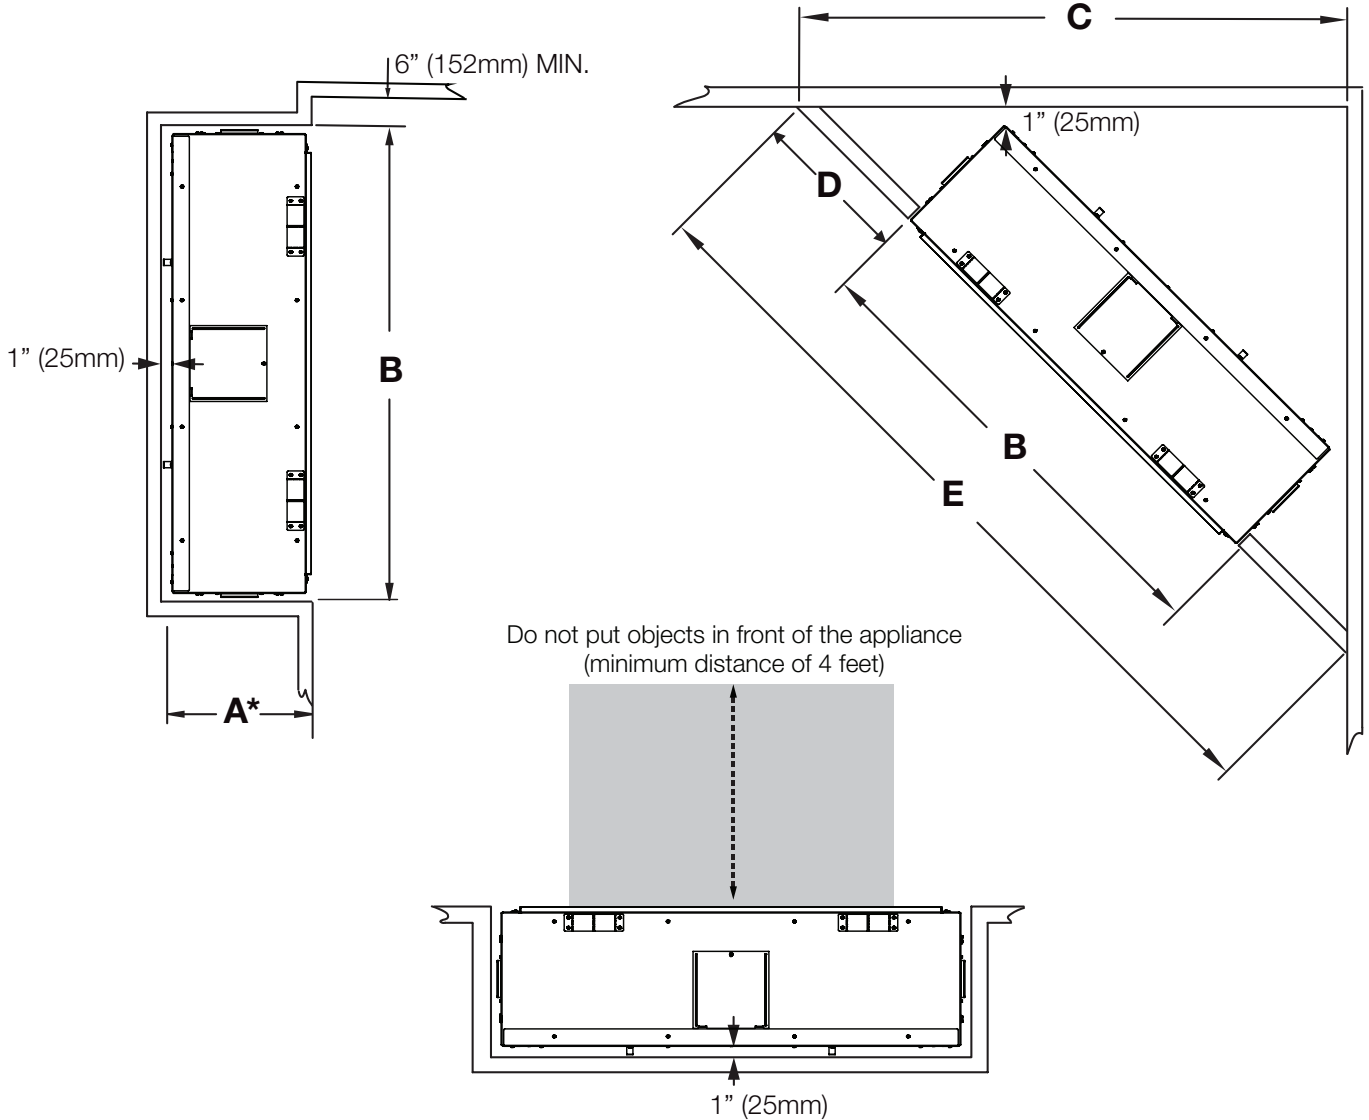 C
6” (152mm) MIN.
1” (25mm)
D
1” (25mm)
B
B
E
Do not put objects in front of the appliance
(minimum distance of 4 feet)
A*
1” (25mm)